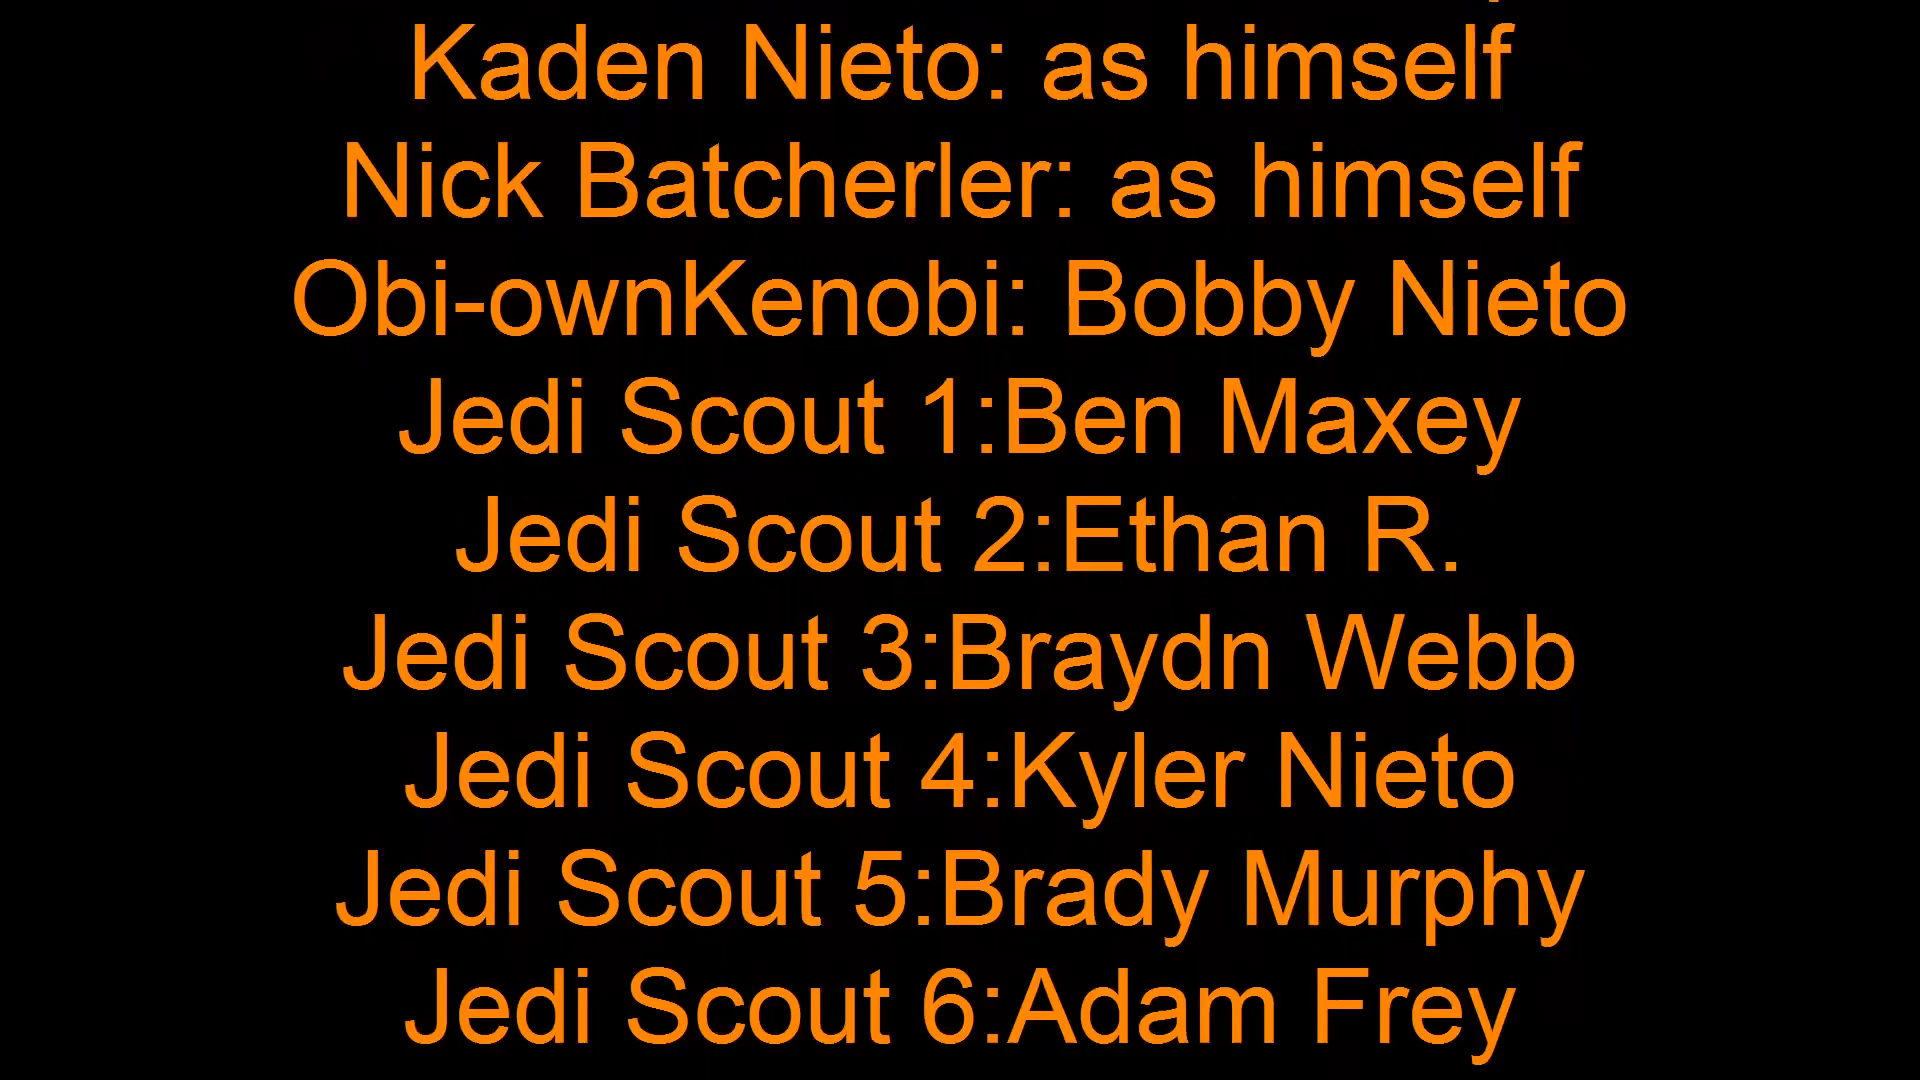 Kaden Nieto: as himself
Nick Batcherler: as himself
Obi-ownKenobi: Bobby Nieto
Jedi Scout 1:Ben Maxey
Jedi Scout 2:Ethan R.
Jedi Scout 3:Braydn Webb
Jedi Scout 4:Kyler Nieto
Jedi Scout 5:Brady Murphy
Jedi Scout 6:Adam Frey